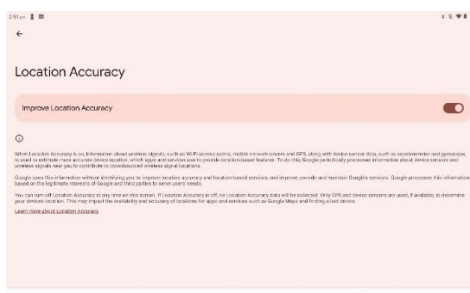 2:51 PM
Location Accuracy
Improve Location Accuracy
When Location Accuracy is on, information about wireless signals, such as Wi-Fi access points, mobile network towers, and GPS, along with device sensor data, such as accelerometer and gyroscope,
is used to estimate more accurate device location, which apps and services use to provide location-based features. To do this, Google periodically processes information about device sensors and
wireless signals near you to contribute to crowdsourced wireless signal locations.
Google uses this information without identifying you to improve location accuracy and location-based services, and improve, provide and maintain Google's services. Google processes this information
based on the legitimate interests of Google and third parties to serve users' needs.
You can turn off Location Accuracy at any time on this screen. If Location Accuracy is off, no Location Accuracy data will be collected. Only GPS and device sensors are used, if available, to determine
your device's location. This may impact the availability and accuracy of locations for apps and services such as Google Maps and finding a lost device.
Learn more about Location Accuracy